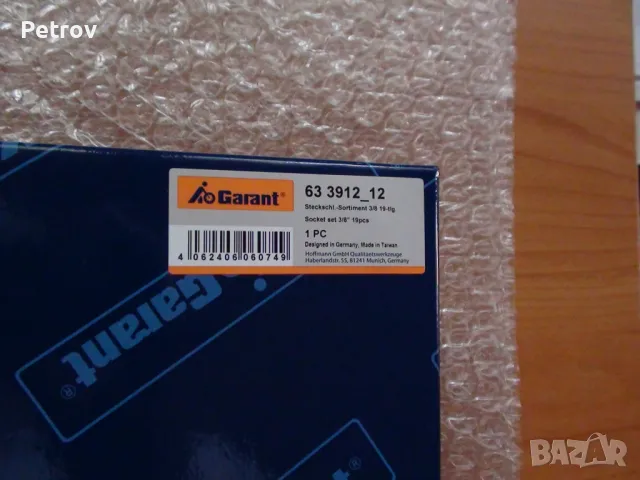 Petrov
Garant®
63 3912_12
Steckschl.-Sortiment 3/8 19-tlg
Socket set 3/8" 19pcs
1 PC
Designed in Germany, Made in Taiwan
Hoffmann GmbH Qualitätswerkzeuge
Haberlandstr. 55, 81241 Munich, Germany
4 062406 060749
Garant®
Garant®
BAZAR